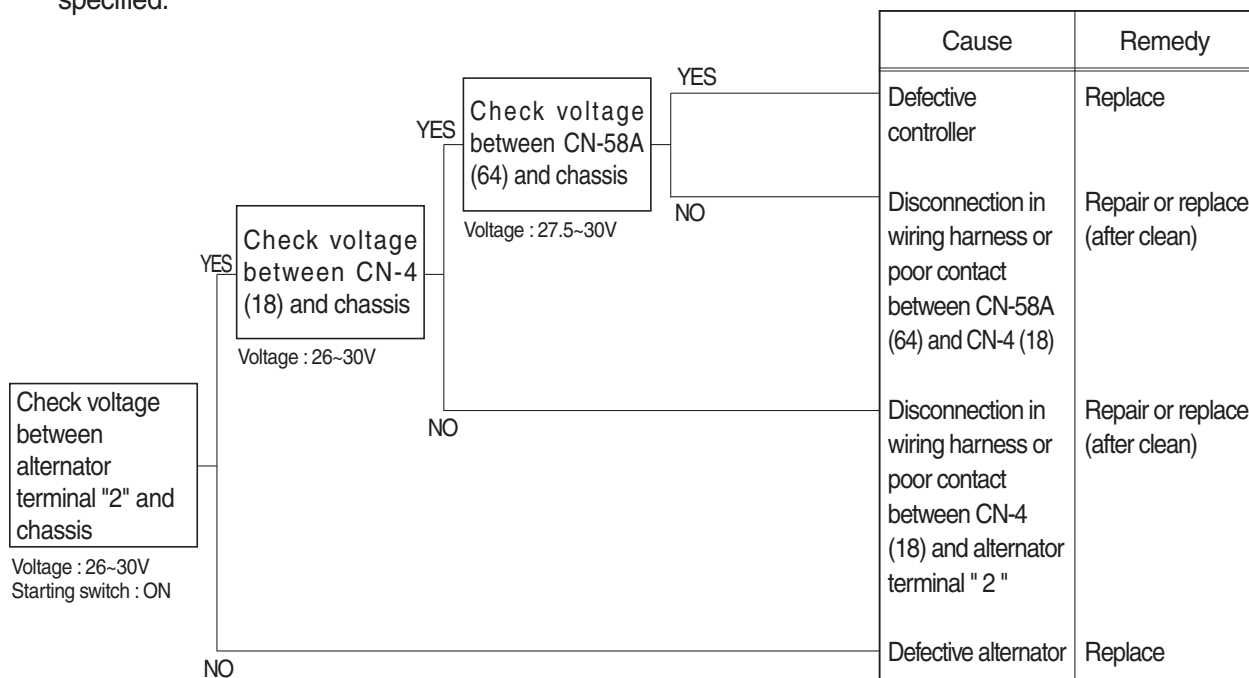 specified.
Cause
Remedy
YES
Defective
controller
Replace
Check voltage
between CN-58A
(64) and chassis
YES
NO
Voltage : 27.5~30V
Disconnection in
wiring harness or
poor contact
between CN-58A
(64) and CN-4 (18)
Repair or replace
(after clean)
Check voltage
between CN-4
(18) and chassis
YES
Voltage : 26~30V
NO
Disconnection in
wiring harness or
poor contact
between CN-4
(18) and alternator
terminal " 2 "
Repair or replace
(after clean)
Check voltage
between
alternator
terminal "2" and
chassis
Voltage : 26~30V
Starting switch : ON
NO
Defective alternator
Replace